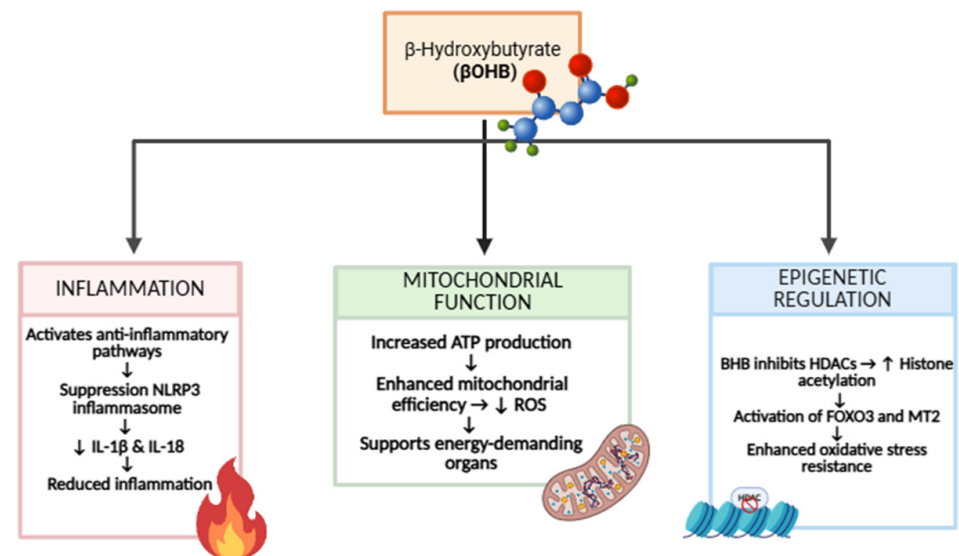 β-Hydroxybutyrate
(βOHB)
INFLAMMATION
Activates anti-inflammatory
pathways
↓
Suppression NLRP3
inflammasome
↓
↓ IL-1β & IL-18
↓
Reduced inflammation
MITOCHONDRIAL
FUNCTION
Increased ATP production
↓
Enhanced mitochondrial
efficiency → ↓ ROS
↓
Supports energy-demanding
organs
EPIGENETIC
REGULATION
BHB inhibits HDACs → ↑ Histone
acetylation
↓
Activation of FOXO3 and MT2
↓
Enhanced oxidative stress
resistance
HDAC